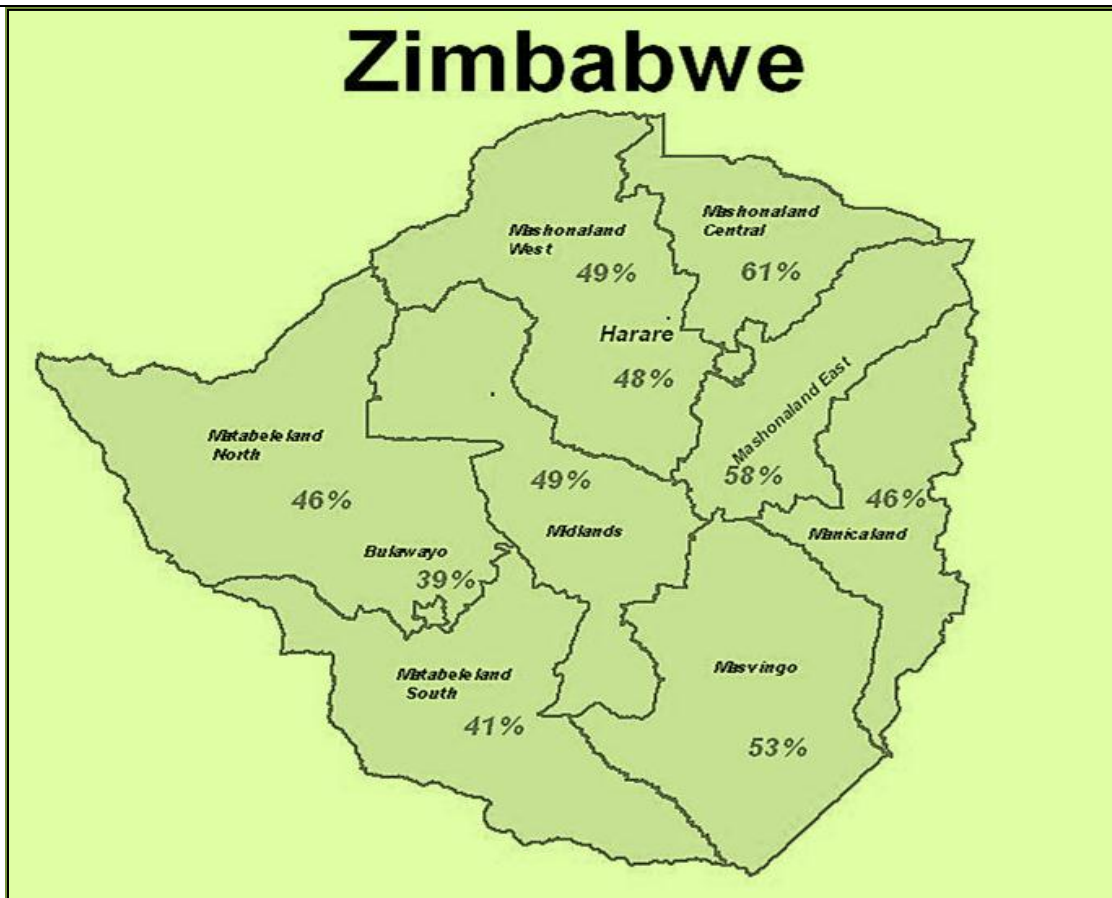 Zimbabwe
Mashonaland
Central
61%
Mashonaland
West
49%
Harare
48%
Mashonaland East
58%
Matabeleland
North
46%
49%
Midlands
46%
Manicaland
Bulawayo
39%
Matabeleland
South
41%
Masvingo
53%